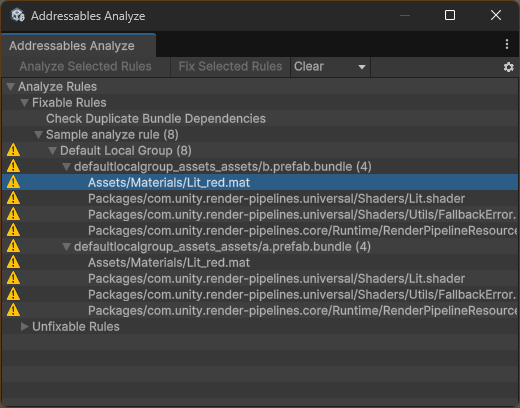 Addressables Analyze
Addressables Analyze
Analyze Selected Rules Fix Selected Rules Clear
Analyze Rules
Fixable Rules
Check Duplicate Bundle Dependencies
Sample analyze rule (8)
Default Local Group (8)
defaultlocalgroup_assets_assets/b.prefab.bundle (4)
Assets/Materials/Lit_red.mat
Packages/com.unity.render-pipelines.universal/Shaders/Lit.shader
Packages/com.unity.render-pipelines.universal/Shaders/Utils/FallbackError.
Packages/com.unity.render-pipelines.core/Runtime/RenderPipelineResource
defaultlocalgroup_assets_assets/a.prefab.bundle (4)
Assets/Materials/Lit_red.mat
Packages/com.unity.render-pipelines.universal/Shaders/Lit.shader
Packages/com.unity.render-pipelines.universal/Shaders/Utils/FallbackError.
Packages/com.unity.render-pipelines.core/Runtime/RenderPipelineResource
Unfixable Rules